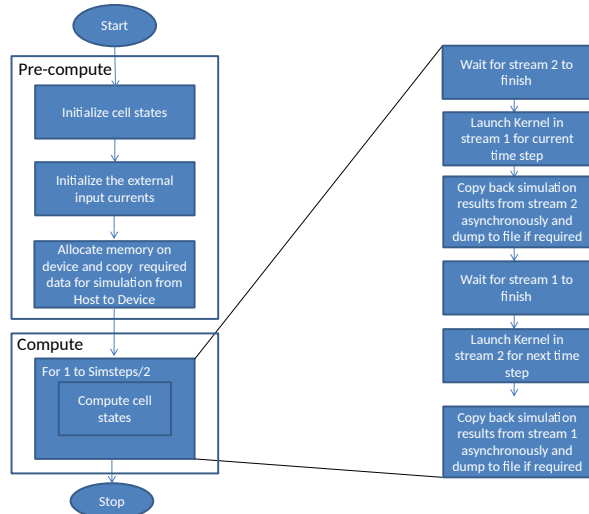 Start
Pre-compute
Initialize cell states
Initialize the external
input currents
Allocate memory on
device and copy required
data for simulation from
Host to Device
Compute
For 1 to Simsteps/2
Compute cell
states
Stop
Wait for stream 2 to
finish
Launch Kernel in
stream 1 for current
time step
Copy back simulation
results from stream 2
asynchronously and
dump to file if required
Wait for stream 1 to
finish
Launch Kernel in
stream 2 for next time
step
Copy back simulation
results from stream 1
asynchronously and
dump to file if required